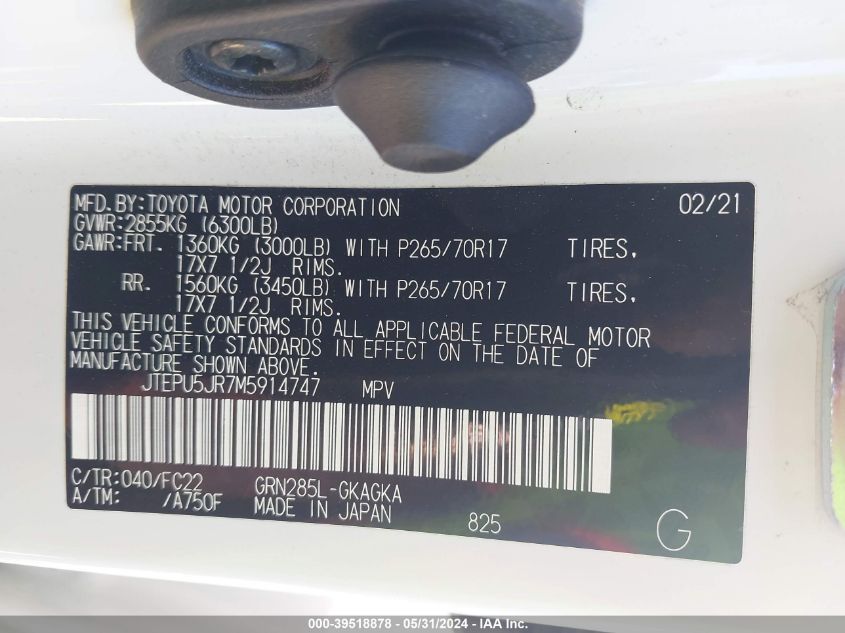 MFD.BY:TOYOTA MOTOR CORPORATION 02/21
GVWR:2855KG (6300LB)
GAWR:FRT. 1360KG (3000LB) WITH P265/70R17 TIRES,
17X7 1/2J RIMS.
RR. 1560KG (3450LB) WITH P265/70R17 TIRES,
17X7 1/2J RIMS.
THIS VEHICLE CONFORMS TO ALL APPLICABLE FEDERAL MOTOR
VEHICLE SAFETY STANDARDS IN EFFECT ON THE DATE OF
MANUFACTURE SHOWN ABOVE.
JTEPU5JR7M5914747 MPV
C/TR:040/FC22 GRN285L-GKAGKA
A/TM: /A750F MADE IN JAPAN 825 G
000-39518878 - 05/31/2024 - IAA Inc.